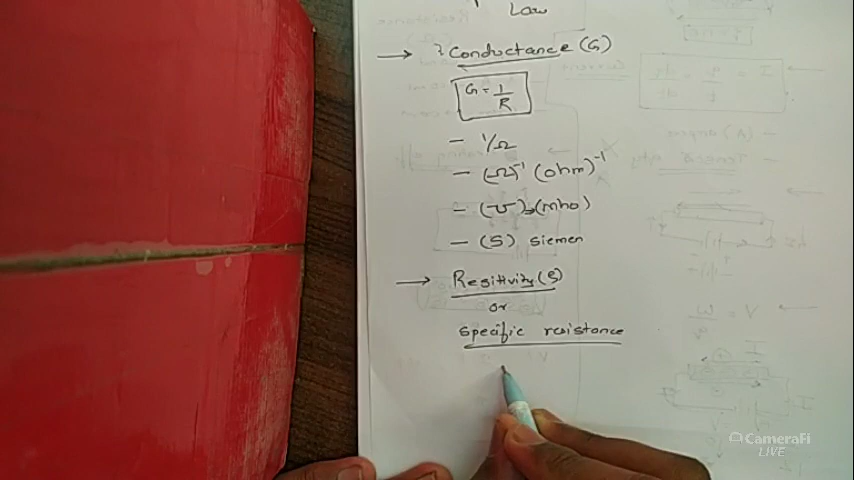 Law
→ Conductance (G)
G = 1/R
- 1/Ω
- (Ω)⁻¹ (ohm)⁻¹
- (℧) (mho)
- (S) siemen
→ Resitivity (ρ)
or
specific resistance
CameraFi
LIVE